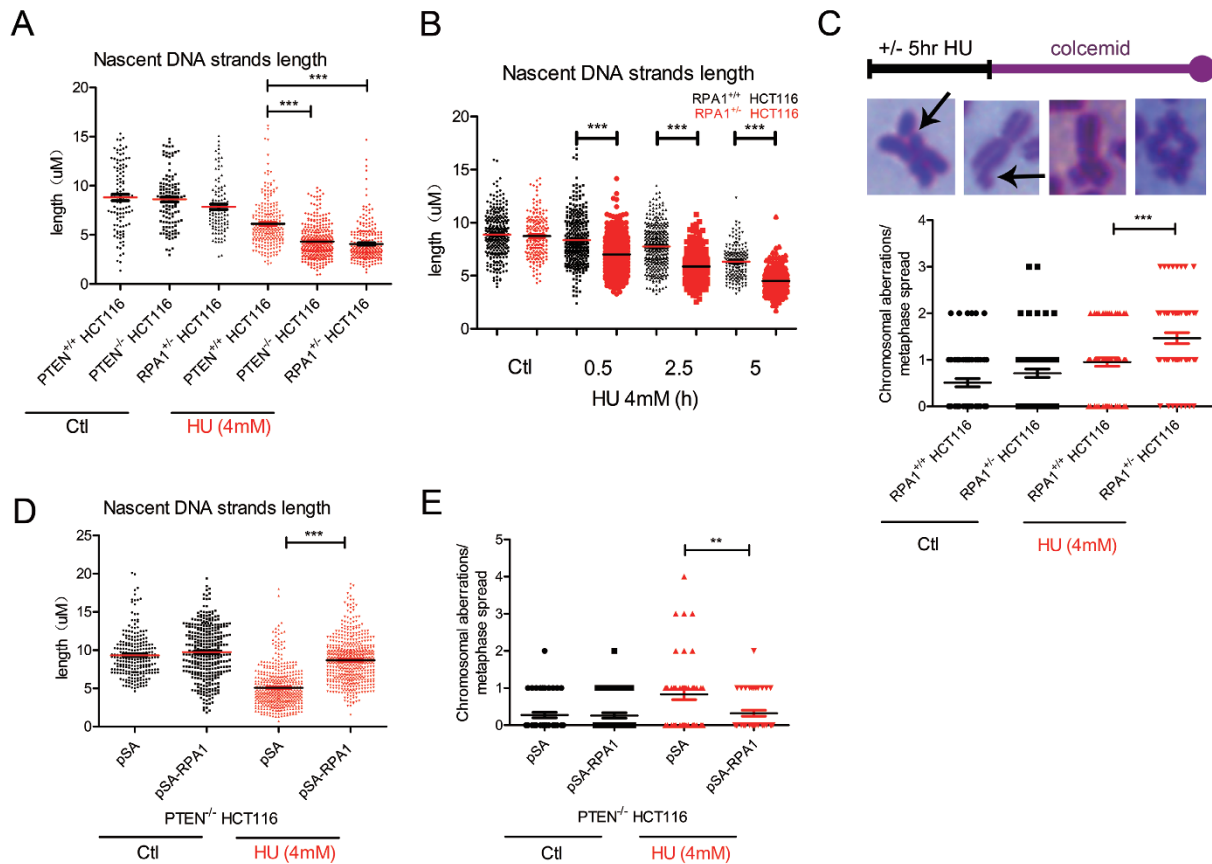 A
Nascent DNA strands length
length (uM)
20
15
10
5
0
***
***
PTEN+/+ HCT116
PTEN-/- HCT116
RPA1+/- HCT116
PTEN+/+ HCT116
PTEN-/- HCT116
RPA1+/- HCT116
Ctl
HU (4mM)
B
Nascent DNA strands length
RPA1+/+ HCT116
RPA1+/- HCT116
length (uM)
20
15
10
5
0
***
***
***
Ctl
0.5
2.5
5
HU 4mM (h)
C
+/- 5hr HU
colcemid
Chromosomal aberrations/
metaphase spread
4
3
2
1
0
***
RPA1+/+ HCT116
RPA1+/- HCT116
RPA1+/+ HCT116
RPA1+/- HCT116
Ctl
HU (4mM)
D
Nascent DNA strands length
length (uM)
25
20
15
10
5
0
***
pSA
pSA-RPA1
pSA
pSA-RPA1
PTEN-/- HCT116
Ctl
HU (4mM)
E
Chromosomal aberrations/
metaphase spread
5
4
3
2
1
0
**
pSA
pSA-RPA1
pSA
pSA-RPA1
PTEN-/- HCT116
Ctl
HU (4mM)